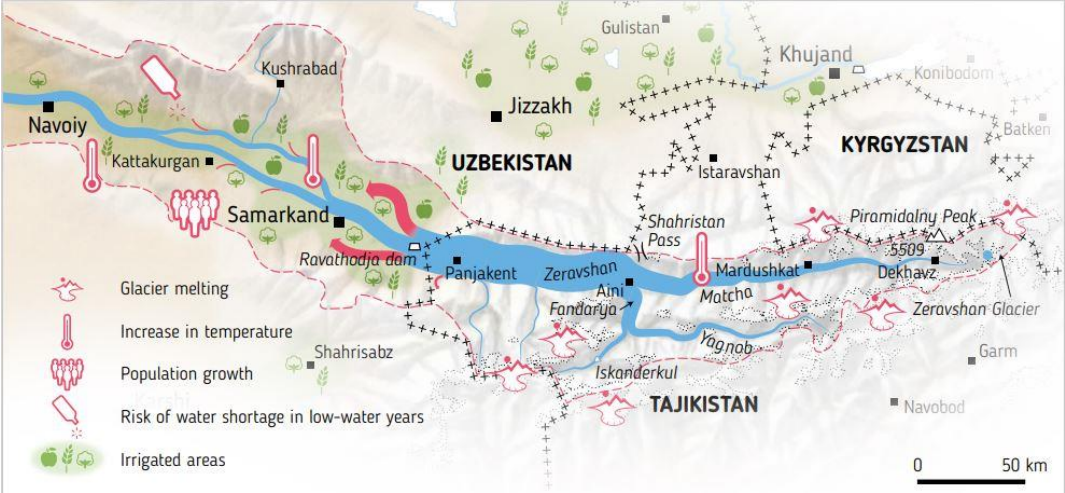 Gulistan
Khujand
Kushrabad
Konibodom
Jizzakh
Navoiy
Batken
KYRGYZSTAN
Kattakurgan
UZBEKISTAN
Istaravshan
Samarkand
Shahristan
Pass
Piramidalny Peak
5509
Ravathodja dam
Panjakent
Zeravshan
Mardushkat
Dekhavz
Aini
Matcha
Fandarya
Zeravshan Glacier
Yagnob
Glacier melting
Increase in temperature
Shahrisabz
Garm
Iskanderkul
Population growth
Karshi
TAJIKISTAN
Navobod
Risk of water shortage in low-water years
Irrigated areas
0 50 km